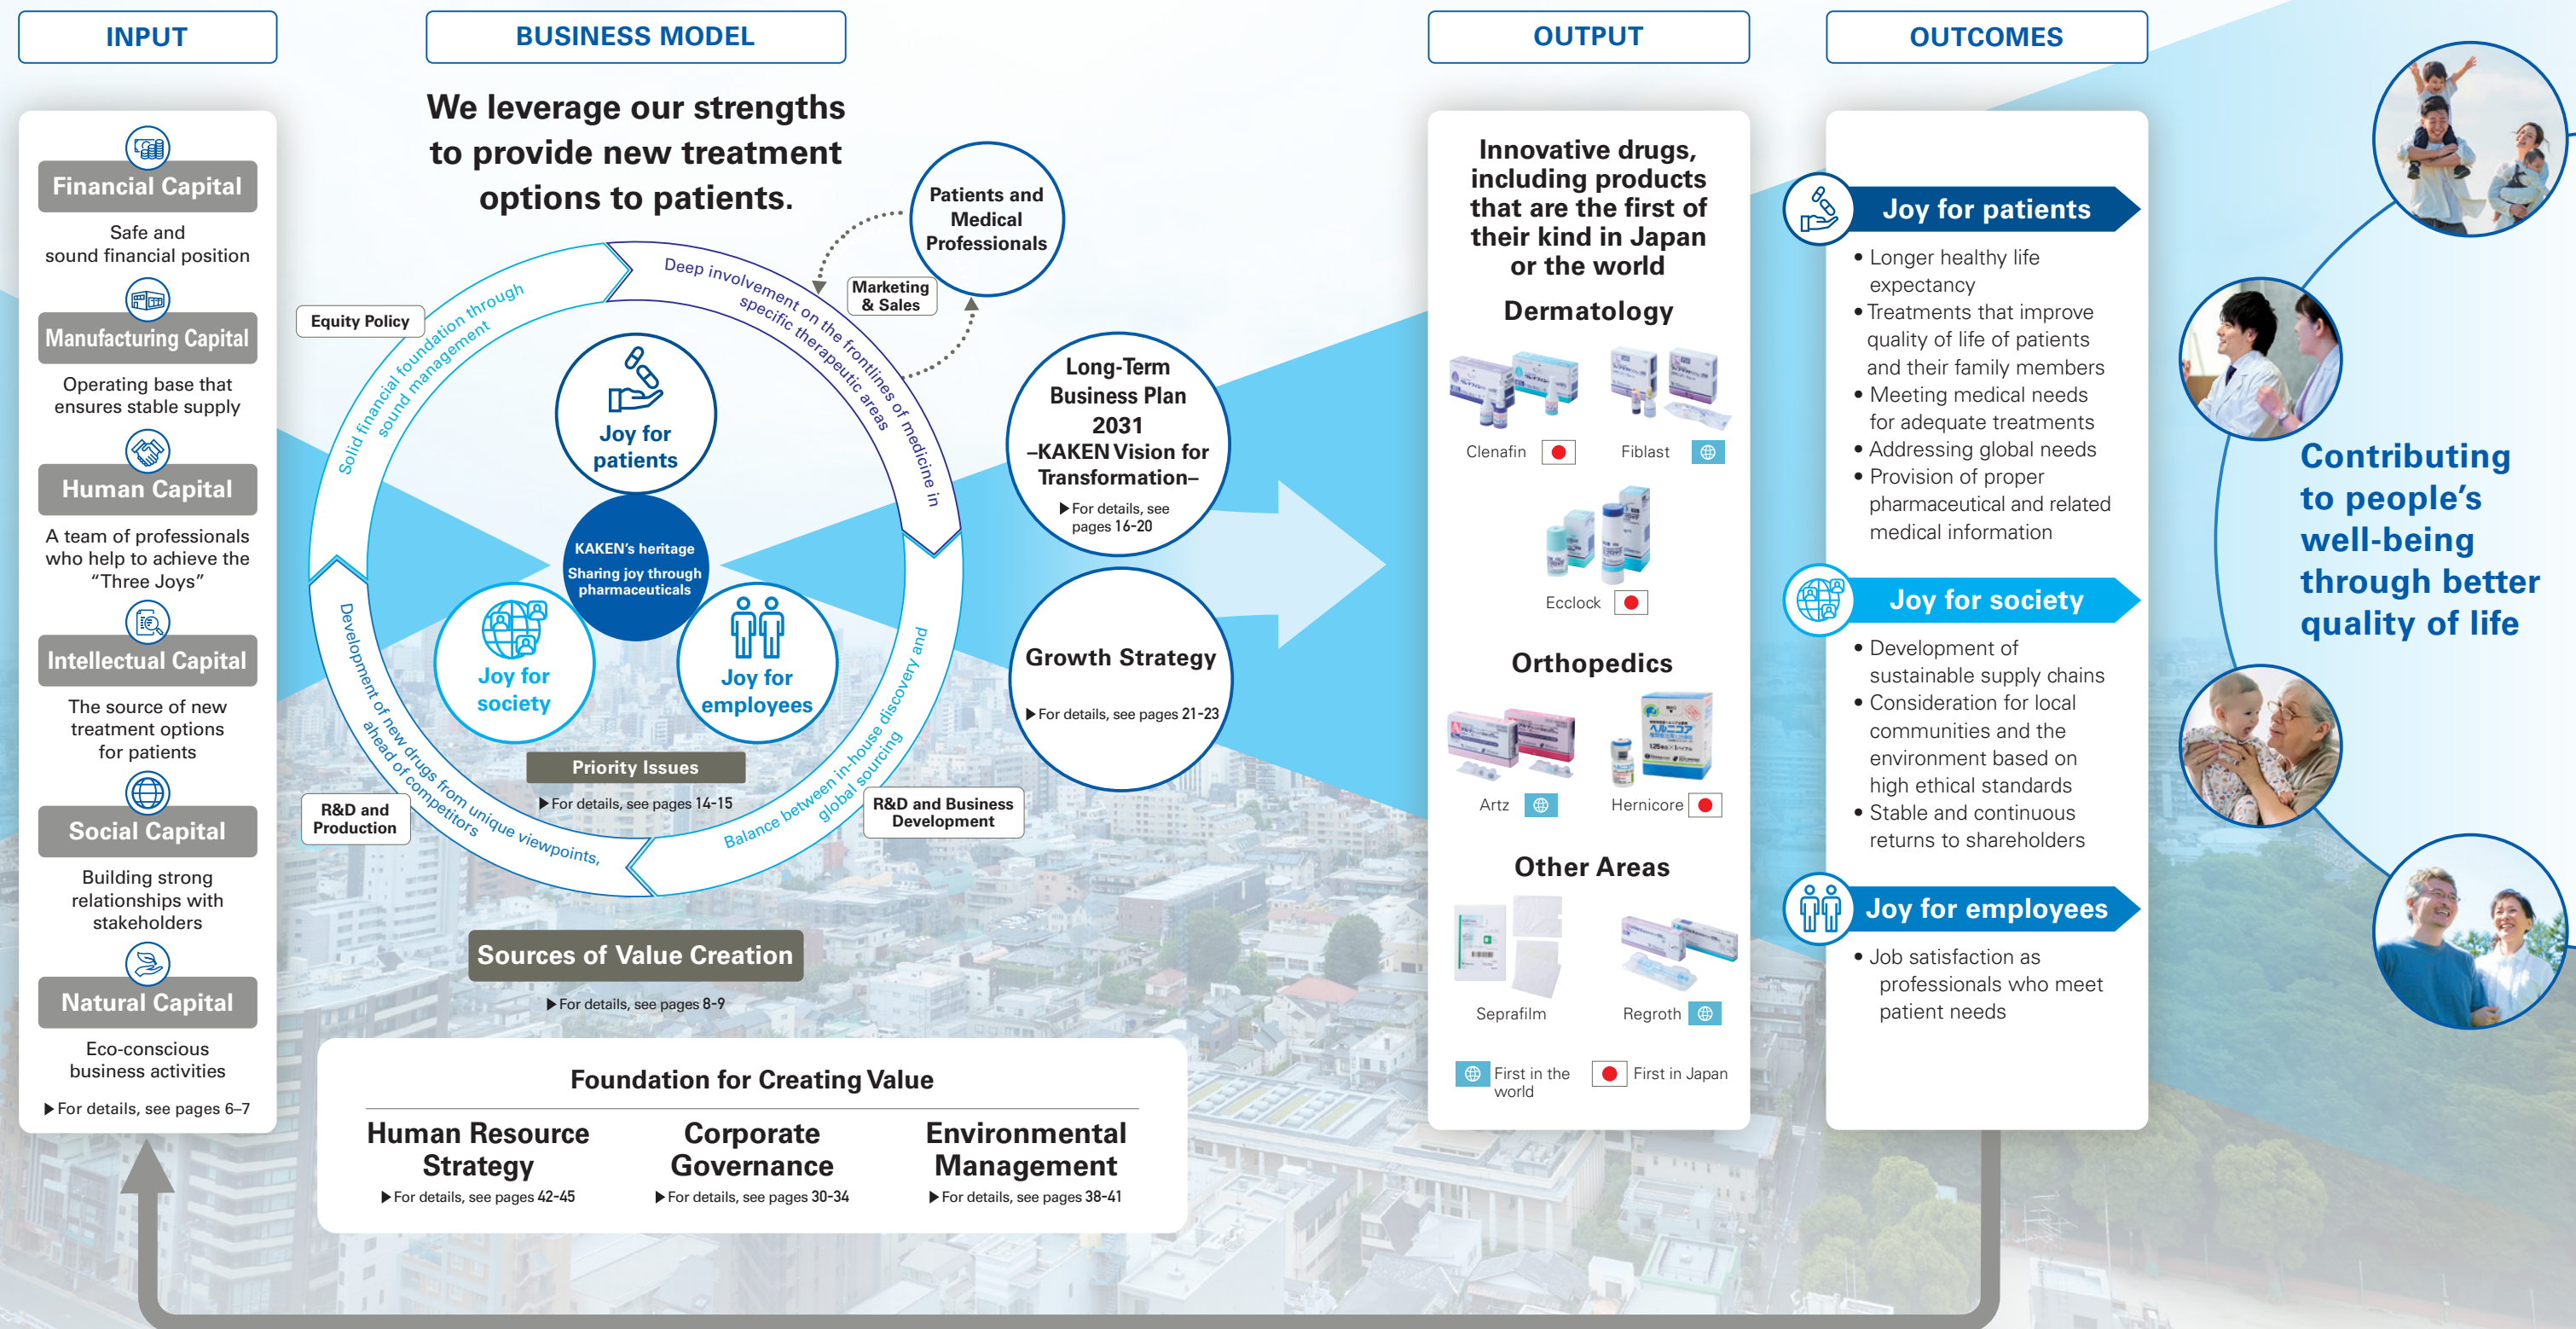 INPUT
Financial Capital
Safe and
sound financial position
Manufacturing Capital
Operating base that
ensures stable supply
Human Capital
A team of professionals
who help to achieve the
“Three Joys”
Intellectual Capital
The source of new
treatment options
for patients
Social Capital
Building strong
relationships with
stakeholders
Natural Capital
Eco-conscious
business activities
▶For details, see pages 6–7
BUSINESS MODEL
We leverage our strengths
to provide new treatment
options to patients.
Patients and
Medical
Professionals
Marketing
& Sales
Equity Policy
Solid financial foundation through
sound management
Deep involvement on the frontlines of medicine in
specific therapeutic areas
Joy for
patients
KAKEN’s heritage
Sharing joy through
pharmaceuticals
Joy for
society
Joy for
employees
Priority Issues
▶For details, see pages 14-15
Development of new drugs from unique viewpoints,
ahead of competitors
Balance between in-house discovery and
global sourcing
R&D and
Production
R&D and Business
Development
Long-Term
Business Plan
2031
–KAKEN Vision for
Transformation–
▶For details, see
pages 16-20
Growth Strategy
▶For details, see pages 21-23
Sources of Value Creation
▶For details, see pages 8-9
Foundation for Creating Value
Human Resource
Strategy
▶For details, see pages 42-45
Corporate
Governance
▶For details, see pages 30-34
Environmental
Management
▶For details, see pages 38-41
OUTPUT
Innovative drugs,
including products
that are the first of
their kind in Japan
or the world
Dermatology
Clenafin
Fiblast
Ecclock
Orthopedics
ヘルニコア
Artz
Hernicore
Other Areas
Seprafilm
Regroth
First in the
world
First in Japan
OUTCOMES
Joy for patients
• Longer healthy life
expectancy
• Treatments that improve
quality of life of patients
and their family members
• Meeting medical needs
for adequate treatments
• Addressing global needs
• Provision of proper
pharmaceutical and related
medical information
Joy for society
• Development of
sustainable supply chains
• Consideration for local
communities and the
environment based on
high ethical standards
• Stable and continuous
returns to shareholders
Joy for employees
• Job satisfaction as
professionals who meet
patient needs
Contributing
to people’s
well-being
through better
quality of life